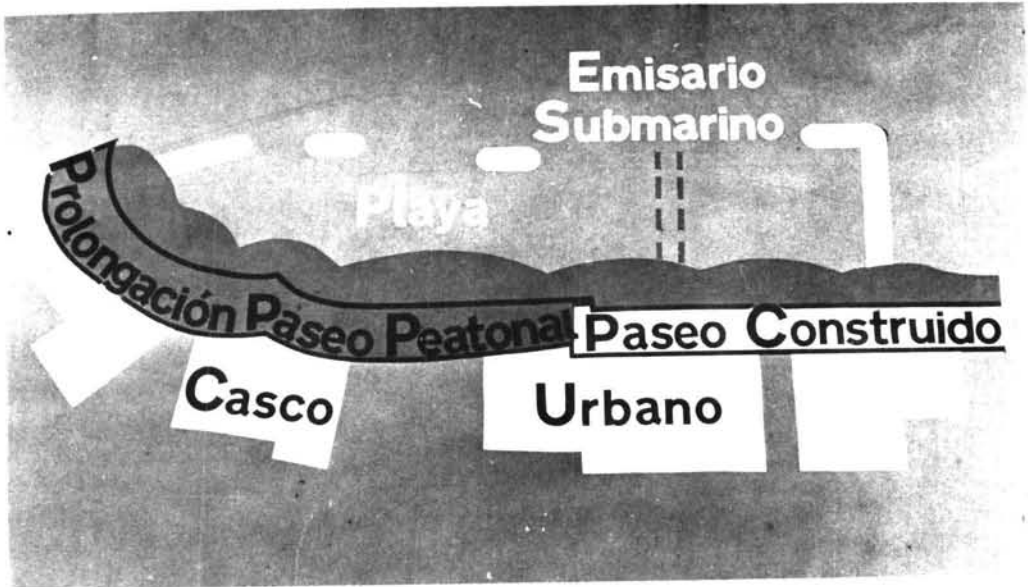 Emisario
Submarino
Playa
Prolongación Paseo Peatonal
Paseo Construido
Casco
Urbano